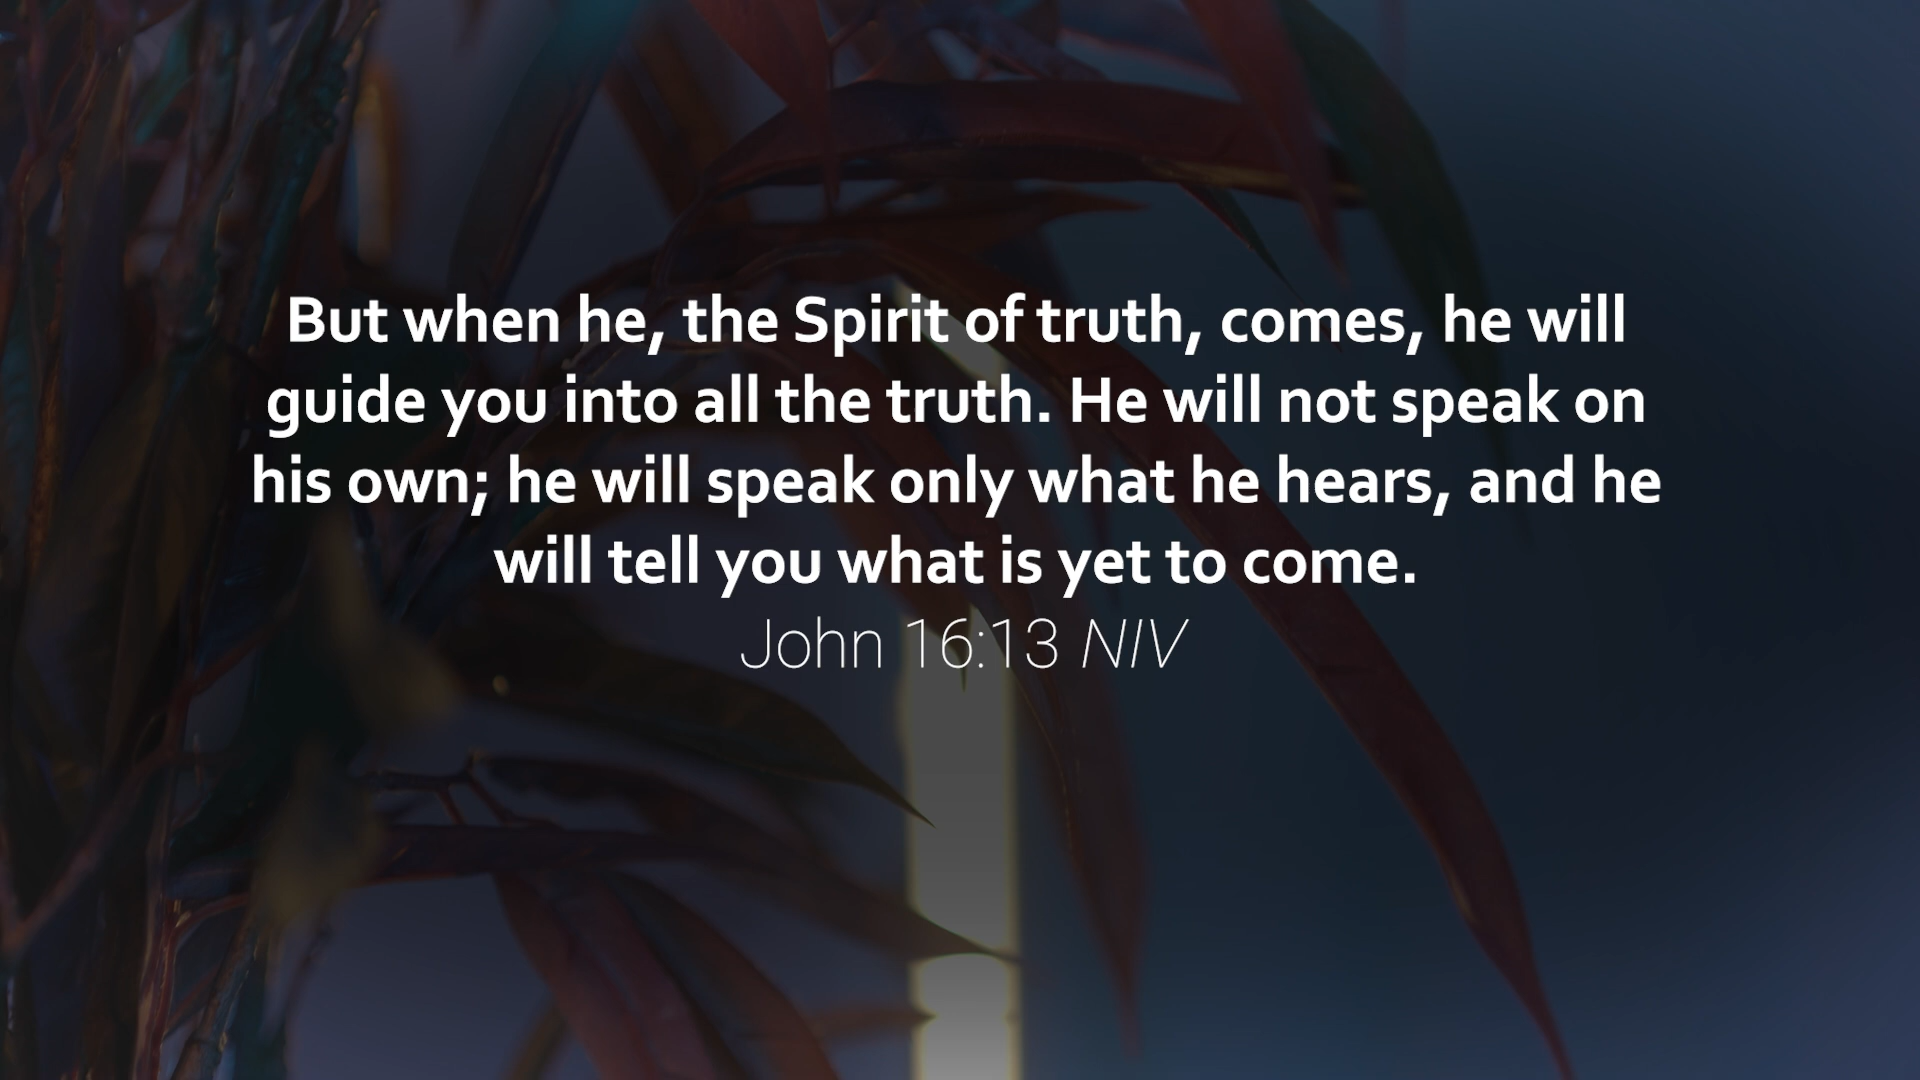 But when he, the Spirit of truth, comes, he will
guide you into all the truth. He will not speak on
his own; he will speak only what he hears, and he
will tell you what is yet to come.
John 16:13 NIV